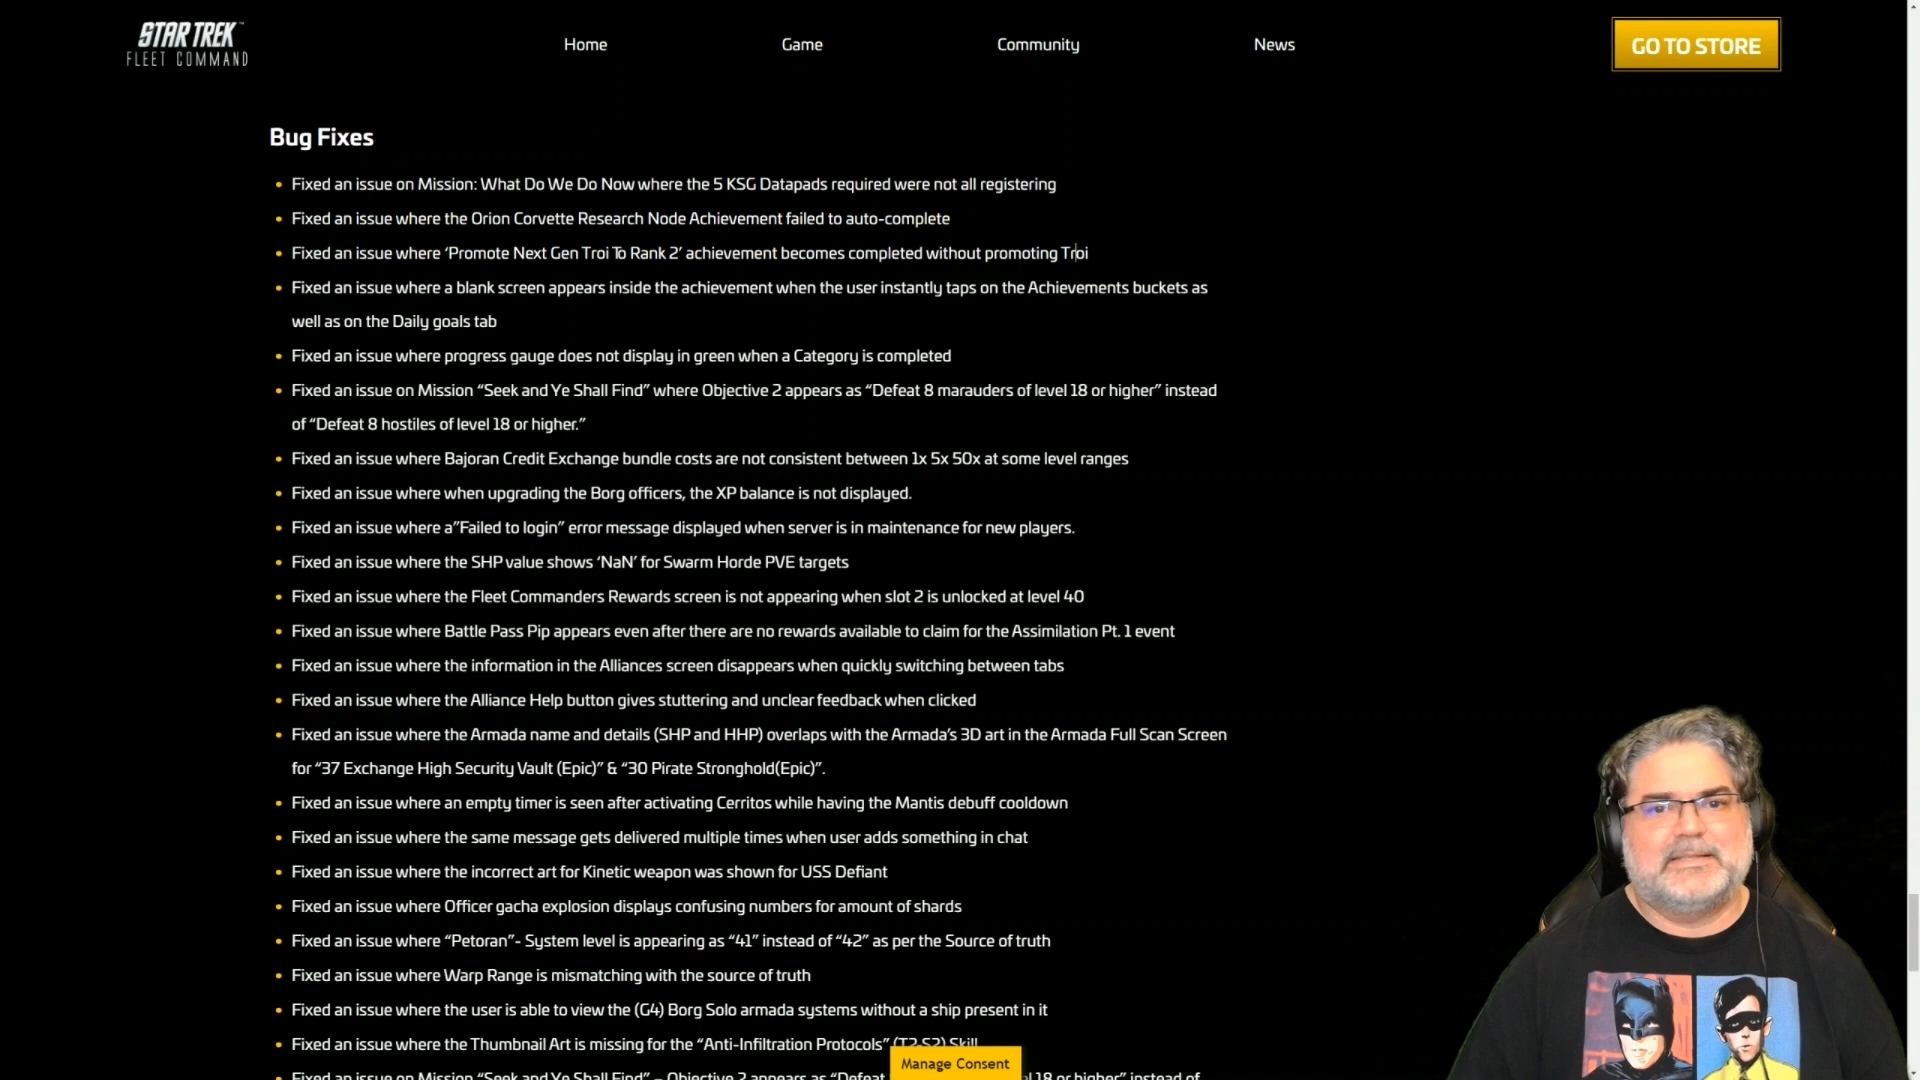 STAR TREK™
FLEET COMMAND
Home
Game
Community
News
GO TO STORE
Bug Fixes
Fixed an issue on Mission: What Do We Do Now where the 5 KSG Datapads required were not all registering
Fixed an issue where the Orion Corvette Research Node Achievement failed to auto-complete
Fixed an issue where ‘Promote Next Gen Troi To Rank 2’ achievement becomes completed without promoting Troi
Fixed an issue where a blank screen appears inside the achievement when the user instantly taps on the Achievements buckets as
well as on the Daily goals tab
Fixed an issue where progress gauge does not display in green when a Category is completed
Fixed an issue on Mission “Seek and Ye Shall Find” where Objective 2 appears as “Defeat 8 marauders of level 18 or higher” instead
of “Defeat 8 hostiles of level 18 or higher.”
Fixed an issue where Bajoran Credit Exchange bundle costs are not consistent between 1x 5x 50x at some level ranges
Fixed an issue where when upgrading the Borg officers, the XP balance is not displayed.
Fixed an issue where a”Failed to login” error message displayed when server is in maintenance for new players.
Fixed an issue where the SHP value shows ‘NaN’ for Swarm Horde PVE targets
Fixed an issue where the Fleet Commanders Rewards screen is not appearing when slot 2 is unlocked at level 40
Fixed an issue where Battle Pass Pip appears even after there are no rewards available to claim for the Assimilation Pt. 1 event
Fixed an issue where the information in the Alliances screen disappears when quickly switching between tabs
Fixed an issue where the Alliance Help button gives stuttering and unclear feedback when clicked
Fixed an issue where the Armada name and details (SHP and HHP) overlaps with the Armada’s 3D art in the Armada Full Scan Screen
for “37 Exchange High Security Vault (Epic)” & “30 Pirate Stronghold(Epic)”.
Fixed an issue where an empty timer is seen after activating Cerritos while having the Mantis debuff cooldown
Fixed an issue where the same message gets delivered multiple times when user adds something in chat
Fixed an issue where the incorrect art for Kinetic weapon was shown for USS Defiant
Fixed an issue where Officer gacha explosion displays confusing numbers for amount of shards
Fixed an issue where “Petoran”- System level is appearing as “41” instead of “42” as per the Source of truth
Fixed an issue where Warp Range is mismatching with the source of truth
Fixed an issue where the user is able to view the (G4) Borg Solo armada systems without a ship present in it
Fixed an issue where the Thumbnail Art is missing for the “Anti-Infiltration Protocols” (T2-S2) Skill
Manage Consent
Fixed an issue on Mission “Seek and Ye Shall Find” – Objective 2 appears as “Defeat 18 or higher” instead of